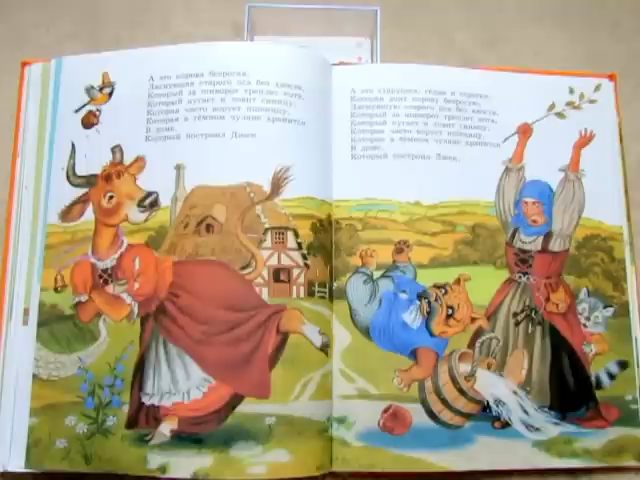 А это корова безрогая,
Лягнувшая старого пса без хвоста,
Который за шиворот треплет кота,
Который пугает и ловит синицу,
Которая часто ворует пшеницу,
Которая в тёмном чулане хранится
В доме,
Который построил Джек.
А это старушка, седая и строгая,
Которая доит корову безрогую,
Лягнувшую старого пса без хвоста,
Который за шиворот треплет кота,
Который пугает и ловит синицу,
Которая часто ворует пшеницу,
Которая в тёмном чулане хранится
В доме,
Который построил Джек.